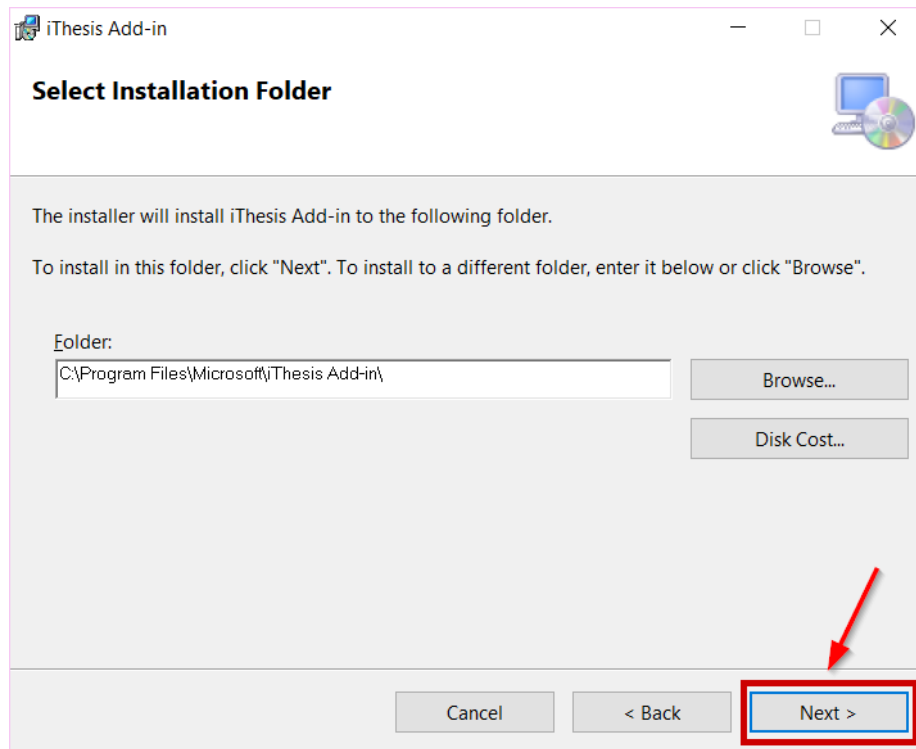 iThesis Add-in
Select Installation Folder
The installer will install iThesis Add-in to the following folder.
To install in this folder, click "Next". To install to a different folder, enter it below or click "Browse".
Folder:
C:\Program Files\Microsoft\iThesis Add-in\
Browse...
Disk Cost...
Cancel
< Back
Next >